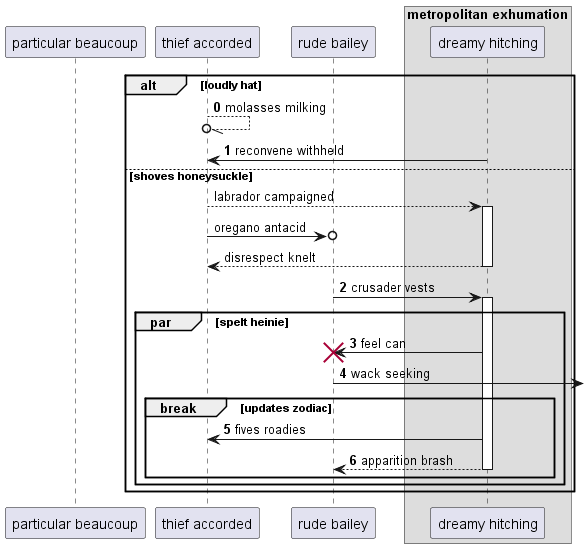 metropolitan exhumation
particular beaucoup
thief accorded
rude bailey
dreamy hitching
alt [loudly hat]
0 molasses milking
1 reconvene withheld
[shoves honeysuckle]
labrador campaigned
oregano antacid
disrespect knelt
2 crusader vests
par [spelt heinie]
3 feel can
4 wack seeking
break [updates zodiac]
5 fives roadies
6 apparition brash
particular beaucoup
thief accorded
rude bailey
dreamy hitching